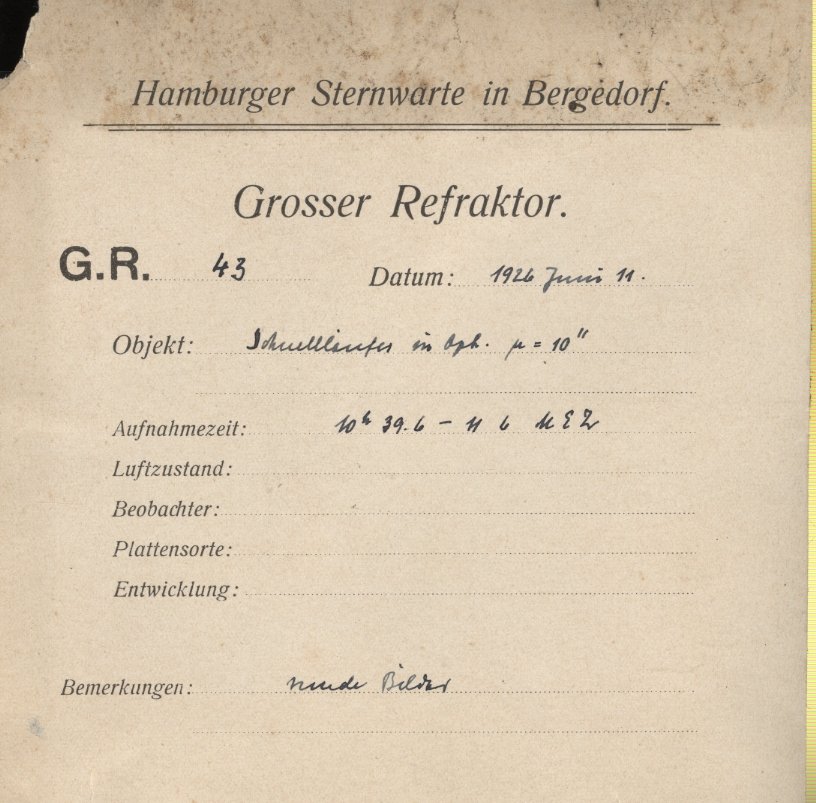 Hamburger Sternwarte in Bergedorf.
Grosser Refraktor.
G.R. 43 Datum: 1926 Juni 11.
Objekt: Schnellläufer in Oph. μ = 10"
Aufnahmezeit: 10h 39.6 – 11 6 MEZ
Luftzustand:
Beobachter:
Plattensorte:
Entwicklung:
Bemerkungen: runde Bilder